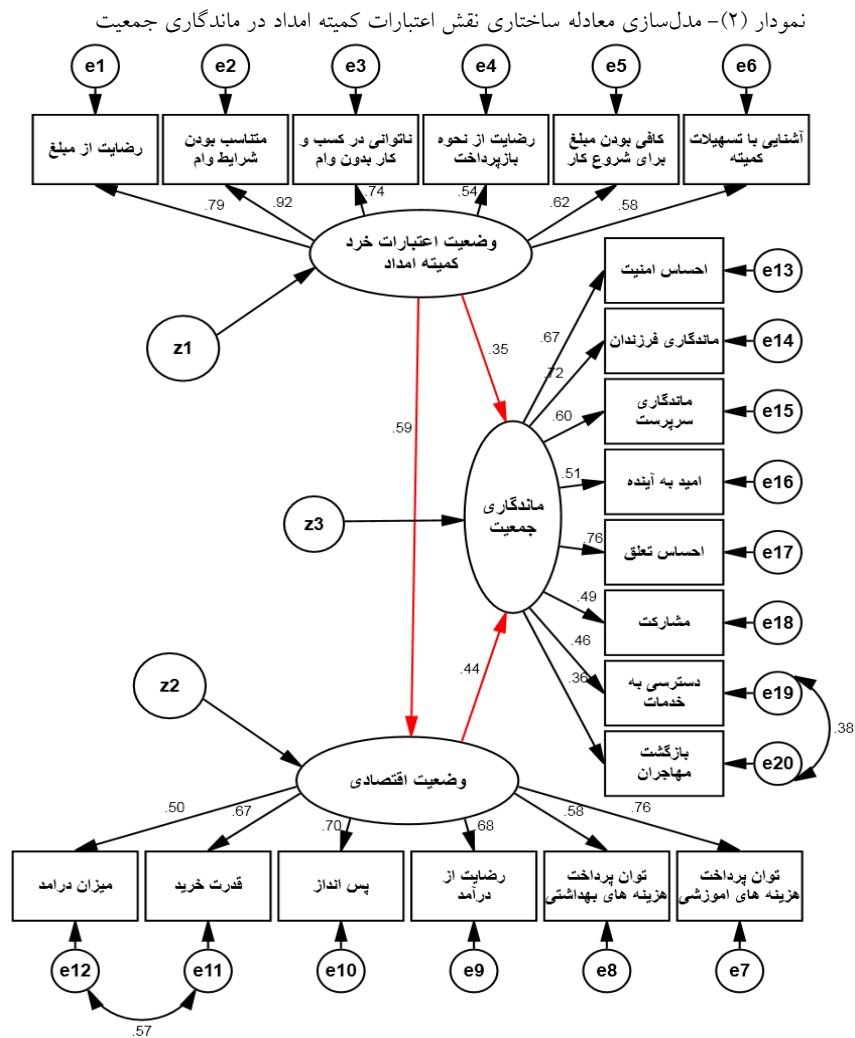 نمودار (۲)- مدل‌سازی معادله ساختاری نقش اعتبارات کمیته امداد در ماندگاری جمعیت
e1
e2
e3
e4
e5
e6
رضایت از مبلغ
متناسب بودن
شرایط وام
ناتوانی در کسب و
کار بدون وام
رضایت از نحوه
بازپرداخت
کافی بودن مبلغ
برای شروع کار
آشنایی با تسهیلات
کمیته
.79
.92
.74
.54
.62
.58
وضعیت اعتبارات خرد
کمیته امداد
z1
احساس امنیت
e13
.67
ماندگاری فرزندان
e14
.72
ماندگاری
سرپرست
e15
.60
امید به آینده
e16
.51
احساس تعلق
e17
.76
مشارکت
e18
.49
دسترسی به
خدمات
e19
.46
بازگشت
مهاجران
e20
.36
.38
.35
.59
ماندگاری
جمعیت
z3
.44
z2
وضعیت اقتصادی
.50
.67
.70
.68
.58
.76
میزان درامد
قدرت خرید
پس انداز
رضایت از
درآمد
توان پرداخت
هزینه های بهداشتی
توان پرداخت
هزینه های اموزشی
e12
e11
e10
e9
e8
e7
.57